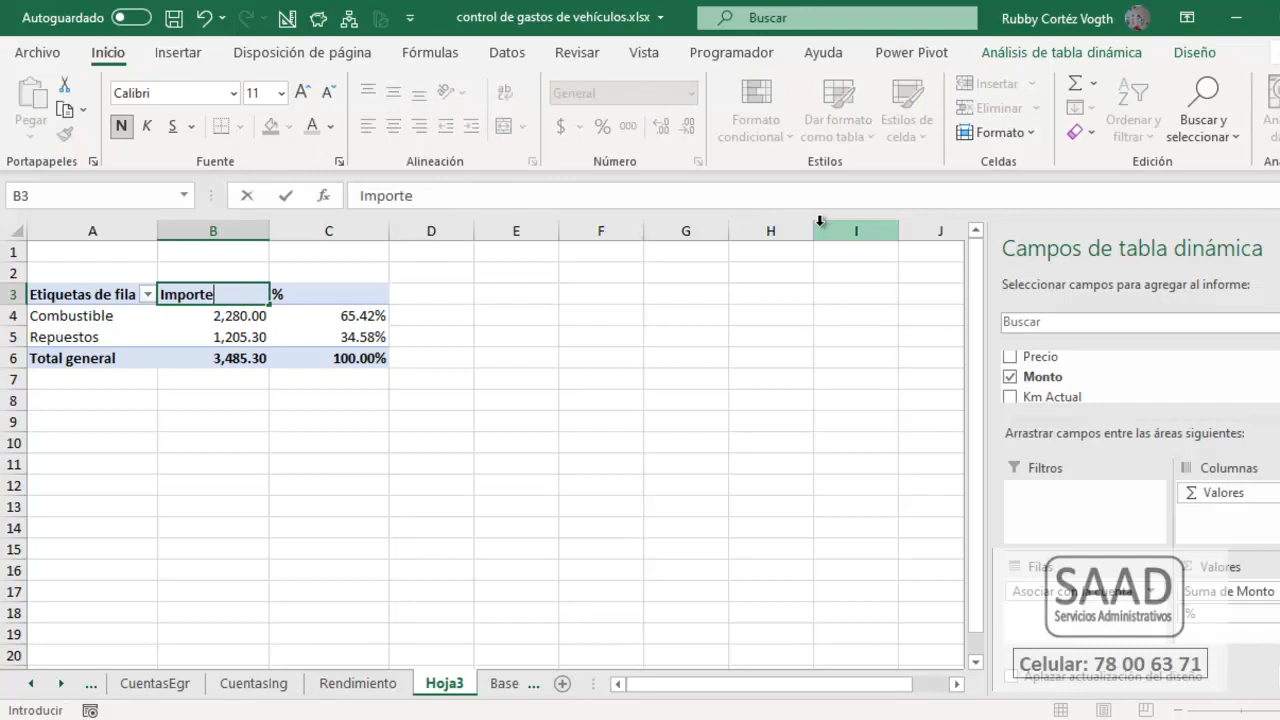 Autoguardado
control de gastos de vehículos.xlsx
Buscar
Rubby Cortéz Vogth
Archivo Inicio Insertar Disposición de página Fórmulas Datos Revisar Vista Programador Ayuda Power Pivot Análisis de tabla dinámica Diseño
Pegar
Calibri 11
N K S
General
$ % 000
Formato condicional
Dar formato como tabla
Estilos de celda
Insertar
Eliminar
Formato
Ordenar y filtrar
Buscar y seleccionar
Portapapeles Fuente Alineación Número Estilos Celdas Edición
B3 fx Importe
A B C D E F G H I J
1
2
3 Etiquetas de fila Importe %
4 Combustible 2,280.00 65.42%
5 Repuestos 1,205.30 34.58%
6 Total general 3,485.30 100.00%
7
8
9
10
11
12
13
14
15
16
17
18
19
20
Campos de tabla dinámica
Seleccionar campos para agregar al informe:
Buscar
Precio
Monto
Km Actual
Arrastrar campos entre las áreas siguientes:
Filtros Columnas
Σ Valores
Filas Σ Valores
Asociar con la cuenta Suma de Monto
%
SAAD
Servicios Administrativos
Celular: 78 00 63 71
Aplazar actualización del diseño
... CuentasEgr CuentasIng Rendimiento Hoja3 Base ...
Introducir